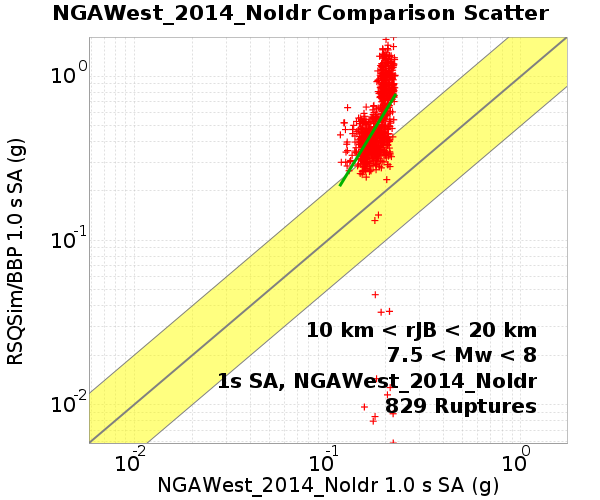 NGAWest_2014_NoIdr Comparison Scatter
RSQSim/BBP 1.0 s SA (g)
10^0
10^-1
10^-2
10 km < rJB < 20 km
7.5 < Mw < 8
1s SA, NGAWest_2014_NoIdr
829 Ruptures
10^-2 10^-1 10^0
NGAWest_2014_NoIdr 1.0 s SA (g)